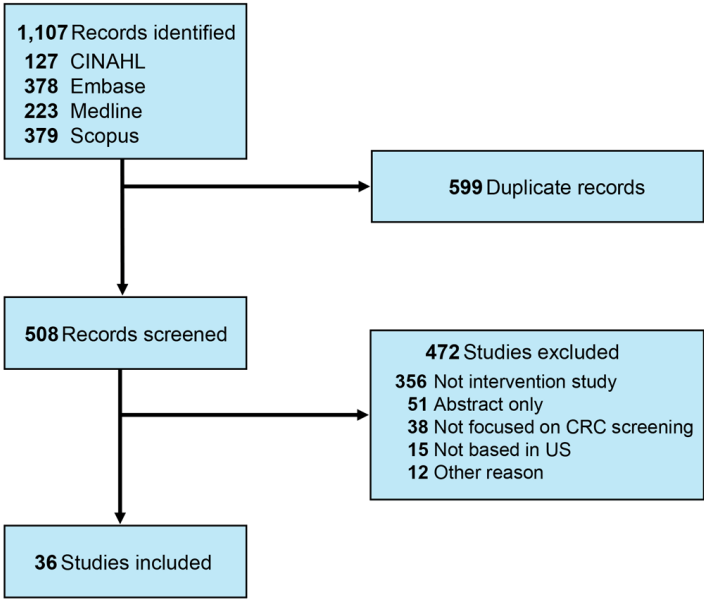 1,107 Records identified
127 CINAHL
378 Embase
223 Medline
379 Scopus
599 Duplicate records
508 Records screened
472 Studies excluded
356 Not intervention study
51 Abstract only
38 Not focused on CRC screening
15 Not based in US
12 Other reason
36 Studies included